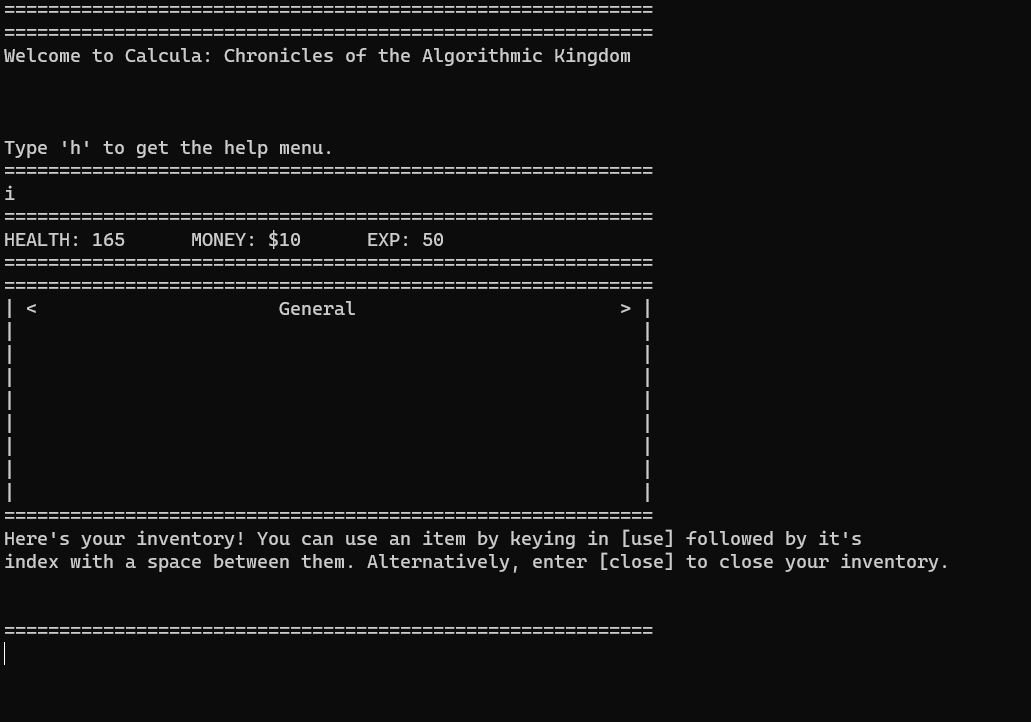 ===========================================================
===========================================================
Welcome to Calcula: Chronicles of the Algorithmic Kingdom
Type 'h' to get the help menu.
===========================================================
i
===========================================================
HEALTH: 165      MONEY: $10      EXP: 50
===========================================================
===========================================================
| <                      General                        > |
|                                                         |
|                                                         |
|                                                         |
|                                                         |
|                                                         |
|                                                         |
|                                                         |
|                                                         |
===========================================================
Here's your inventory! You can use an item by keying in [use] followed by it's
index with a space between them. Alternatively, enter [close] to close your inventory.
===========================================================